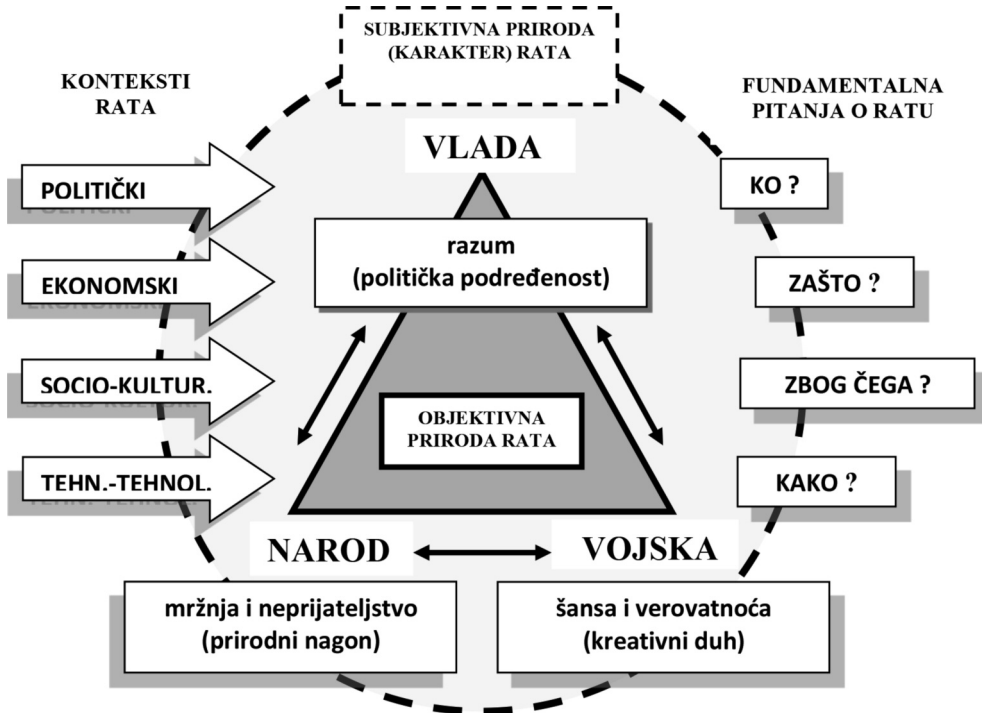 SUBJEKTIVNA PRIRODA
(KARAKTER) RATA
KONTEKSTI
RATA
FUNDAMENTALNA
PITANJA O RATU
VLADA
POLITIČKI
KO ?
razum
(politička podređenost)
EKONOMSKI
ZAŠTO ?
SOCIO-KULTUR.
ZBOG ČEGA ?
OBJEKTIVNA
PRIRODA RATA
TEHN.-TEHNOL.
KAKO ?
NAROD
VOJSKA
mržnja i neprijateljstvo
(prirodni nagon)
šansa i verovatnoća
(kreativni duh)